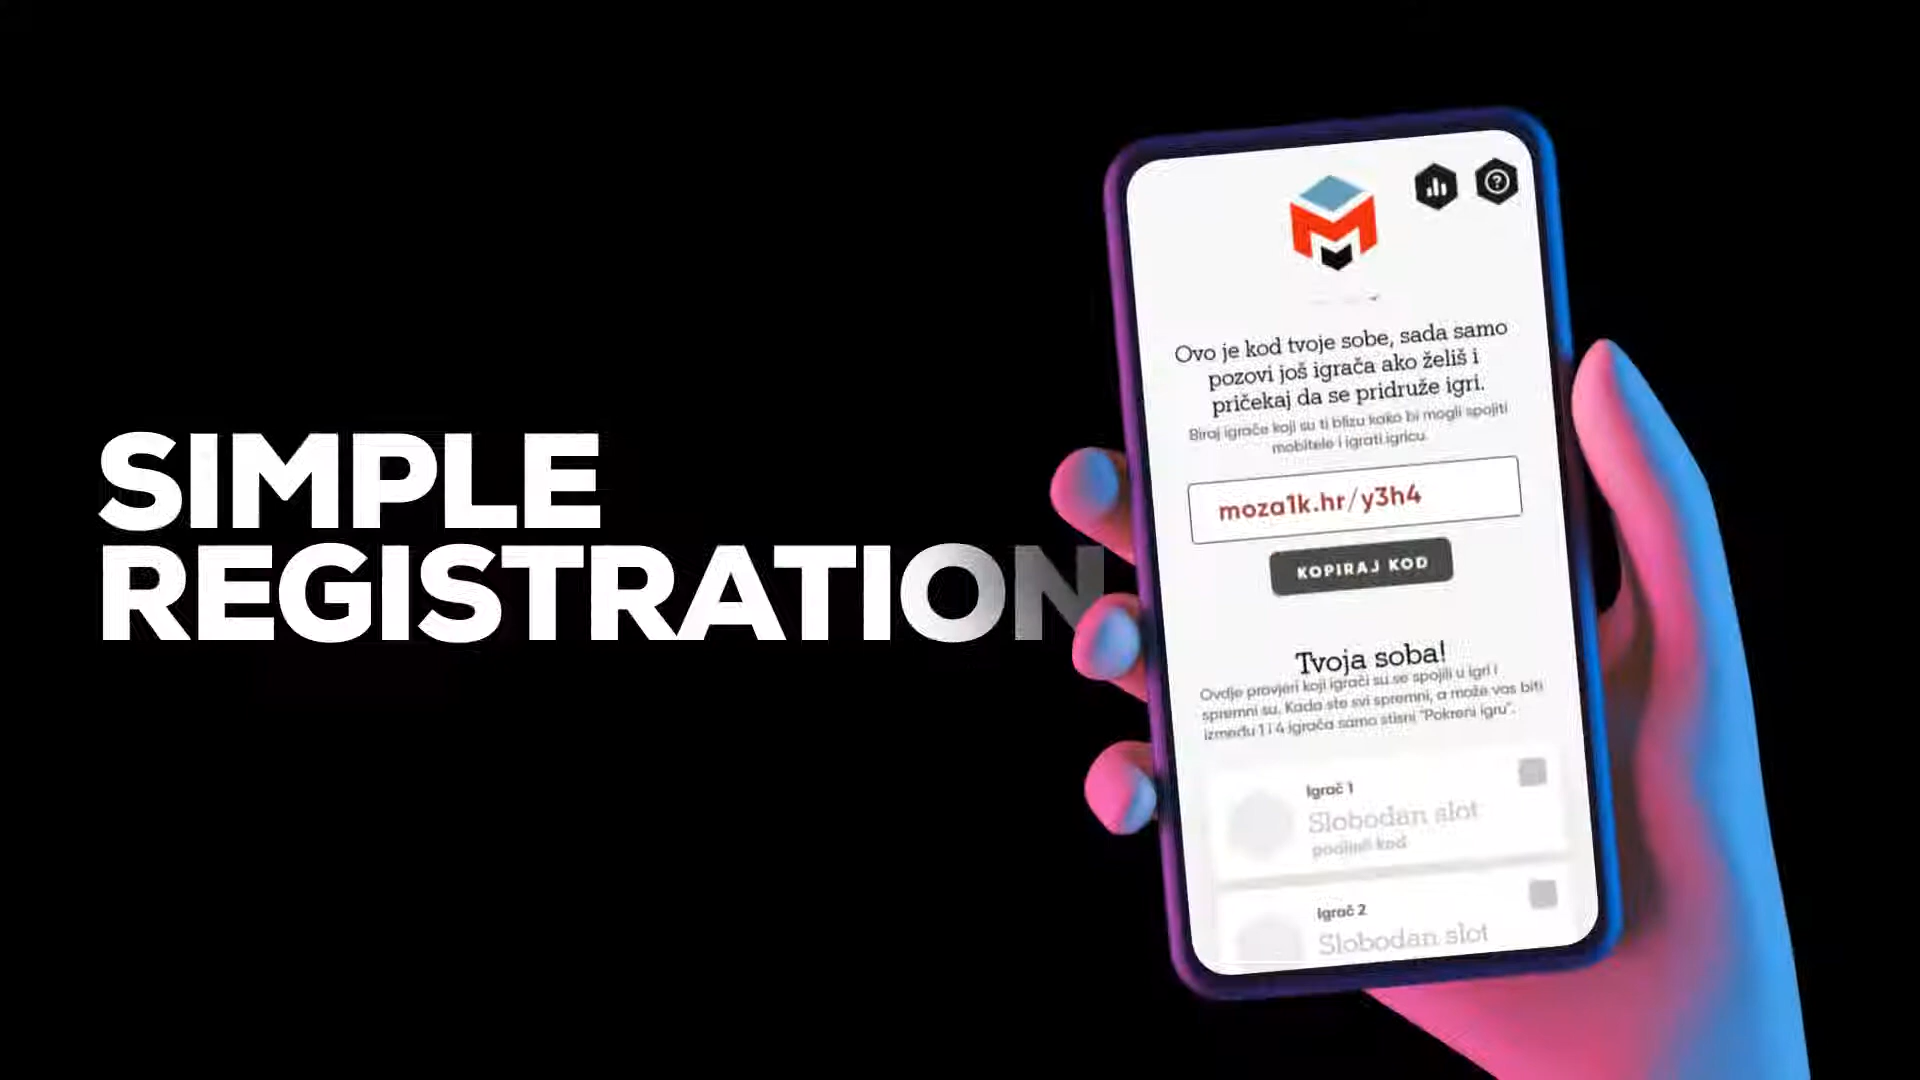 SIMPLE
REGISTRATION
Ovo je kod tvoje sobe, sada samo
pozovi još igrača ako želiš i
pričekaj da se pridruže igri.
Biraj igrače koji su ti blizu kako bi mogli spojiti
mobitele i igrati igricu.
moza1k.hr/y3h4
KOPIRAJ KOD
Tvoja soba!
Ovdje provjeri koji igrači su se spojili u igri i
spremni su. Kada ste svi spremni, a može vas biti
između 1 i 4 igrača samo stisni "Pokreni igru".
Igrač 1
Slobodan slot
podijeli kod
Igrač 2
Slobodan slot